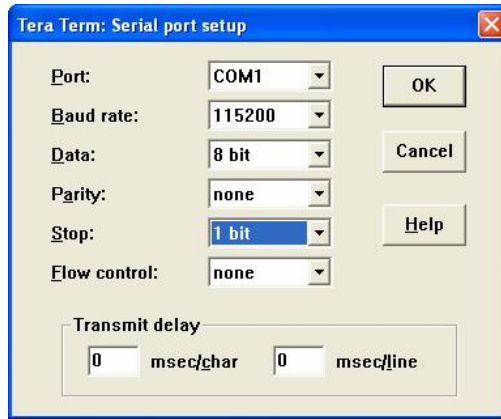 Tera Term: Serial port setup
Port: COM1
OK
Baud rate: 115200
Data: 8 bit
Cancel
Parity: none
Stop: 1 bit
Help
Flow control: none
Transmit delay
0 msec/char 0 msec/line